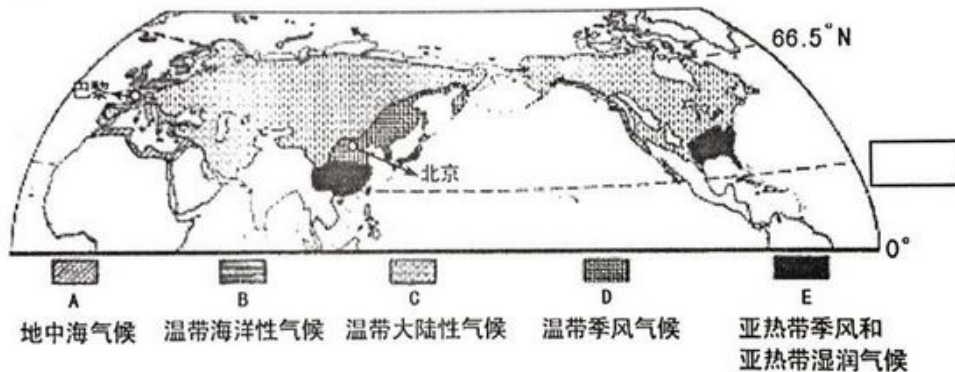 66.5°N
巴黎
北京
0°
A
B
C
D
E
地中海气候
温带海洋性气候
温带大陆性气候
温带季风气候
亚热带季风和
亚热带湿润气候